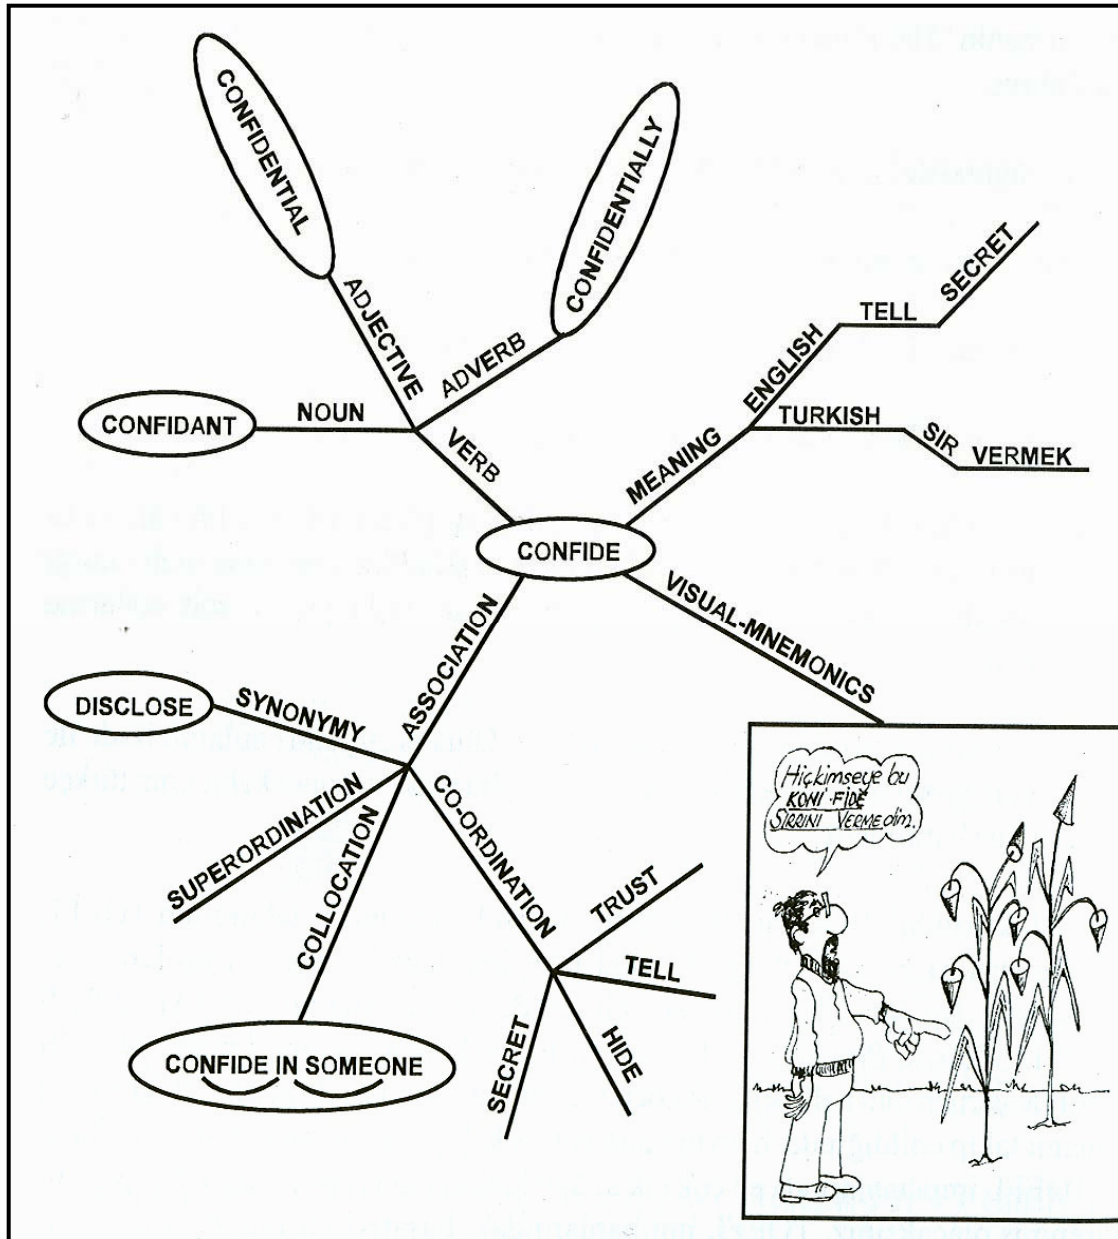 CONFIDENTIAL
CONFIDENTIALLY
ADJECTIVE
ADVERB
CONFIDANT
NOUN
VERB
SECRET
TELL
ENGLISH
TURKISH
SIR
VERMEK
MEANING
CONFIDE
VISUAL-MNEMONICS
ASSOCIATION
DISCLOSE
SYNONYMY
SUPERORDINATION
COLLOCATION
CO-ORDINATION
CONFIDE IN SOMEONE
TRUST
TELL
HIDE
SECRET
Hiçkimseye bu
KONİ-FİDE
SIRRINI VERMEdim.